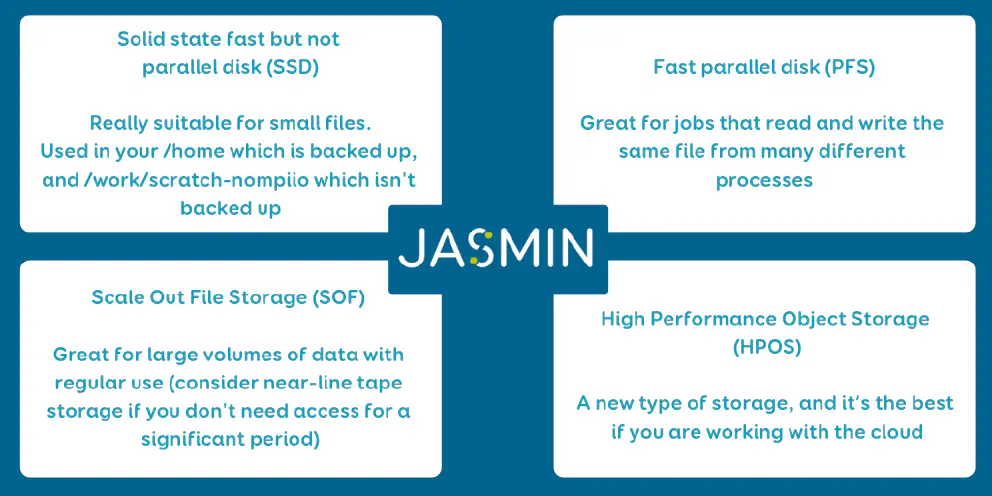 Solid state fast but not
parallel disk (SSD)
Really suitable for small files.
Used in your /home which is backed up,
and /work/scratch-nompiio which isn't
backed up
Fast parallel disk (PFS)
Great for jobs that read and write the
same file from many different
processes
JASMIN
Scale Out File Storage (SOF)
Great for large volumes of data with
regular use (consider near-line tape
storage if you don't need access for a
significant period)
High Performance Object Storage
(HPOS)
A new type of storage, and it's the best
if you are working with the cloud